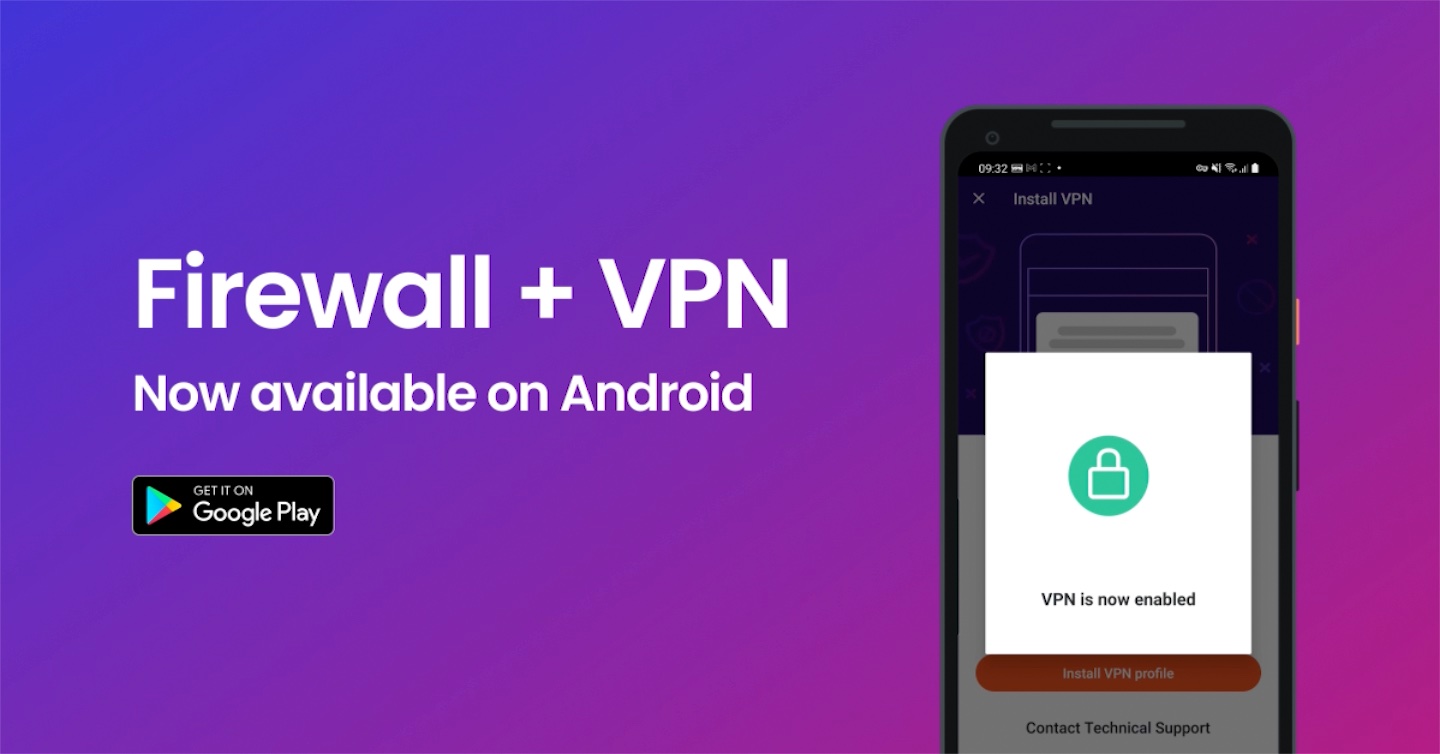 Firewall + VPN
Now available on Android
GET IT ON
Google Play
09:32
Install VPN
VPN is now enabled
Install VPN profile
Contact Technical Support